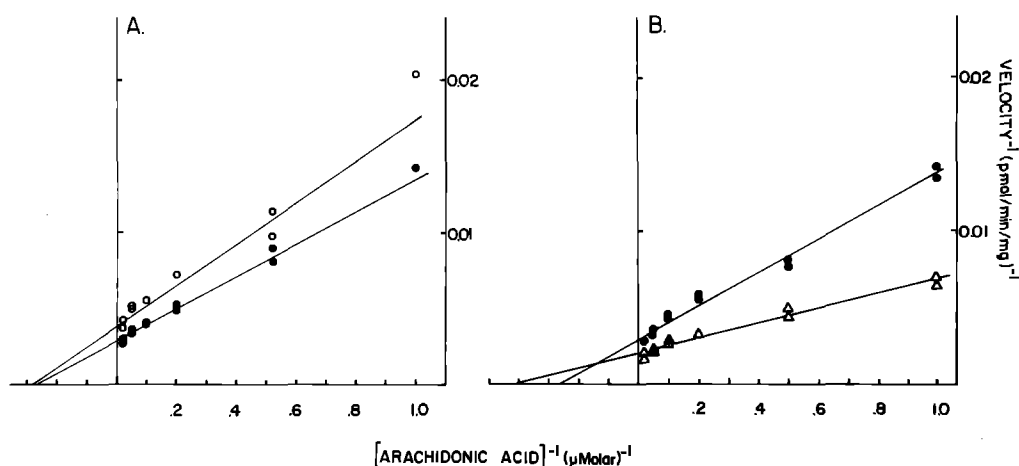 A.
0.02
0.01
.2 .4 .6 .8 1.0
B.
0.02
0.01
.2 .4 .6 .8 1.0
VELOCITY⁻¹ (pmol/min/mg)⁻¹
[ARACHIDONIC ACID]⁻¹ (μMolar)⁻¹